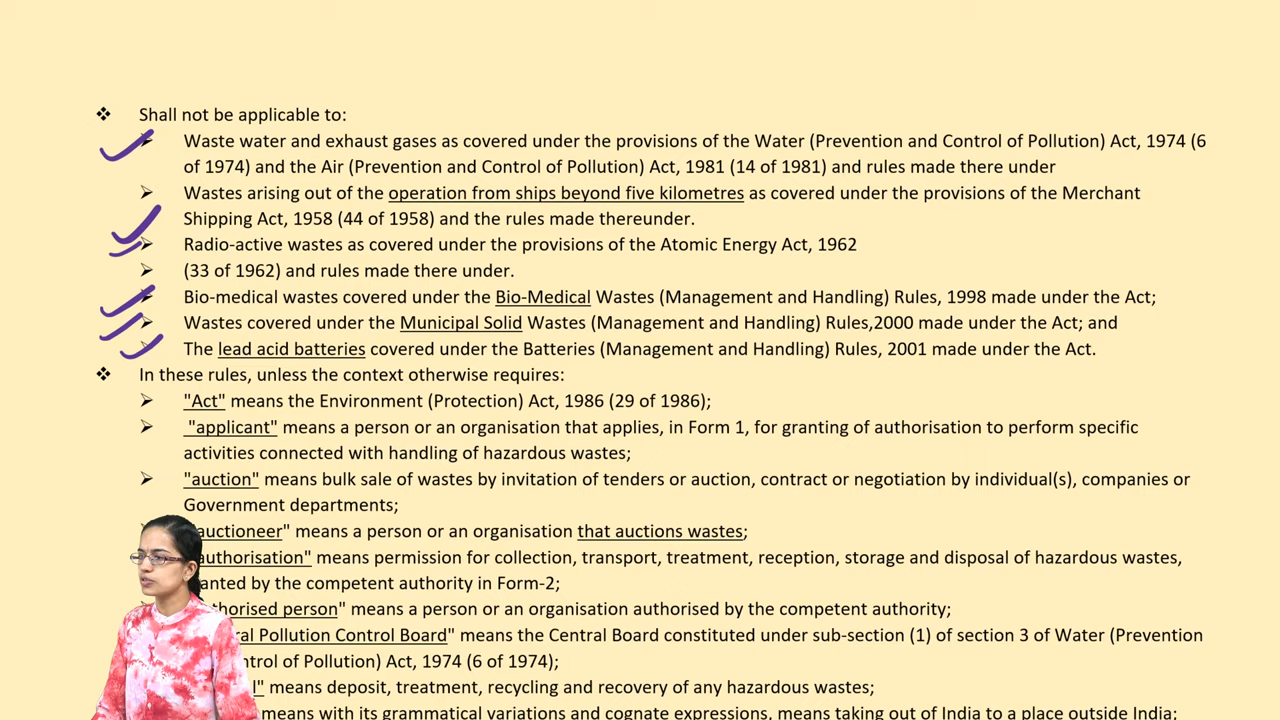 Shall not be applicable to:
Waste water and exhaust gases as covered under the provisions of the Water (Prevention and Control of Pollution) Act, 1974 (6
of 1974) and the Air (Prevention and Control of Pollution) Act, 1981 (14 of 1981) and rules made there under
Wastes arising out of the operation from ships beyond five kilometres as covered under the provisions of the Merchant
Shipping Act, 1958 (44 of 1958) and the rules made thereunder.
Radio-active wastes as covered under the provisions of the Atomic Energy Act, 1962
(33 of 1962) and rules made there under.
Bio-medical wastes covered under the Bio-Medical Wastes (Management and Handling) Rules, 1998 made under the Act;
Wastes covered under the Municipal Solid Wastes (Management and Handling) Rules,2000 made under the Act; and
The lead acid batteries covered under the Batteries (Management and Handling) Rules, 2001 made under the Act.
In these rules, unless the context otherwise requires:
"Act" means the Environment (Protection) Act, 1986 (29 of 1986);
"applicant" means a person or an organisation that applies, in Form 1, for granting of authorisation to perform specific
activities connected with handling of hazardous wastes;
"auction" means bulk sale of wastes by invitation of tenders or auction, contract or negotiation by individual(s), companies or
Government departments;
auctioneer" means a person or an organisation that auctions wastes;
authorisation" means permission for collection, transport, treatment, reception, storage and disposal of hazardous wastes,
by the competent authority in Form-2;
person" means a person or an organisation authorised by the competent authority;
Pollution Control Board" means the Central Board constituted under sub-section (1) of section 3 of Water (Prevention
of Pollution) Act, 1974 (6 of 1974);
means deposit, treatment, recycling and recovery of any hazardous wastes;
means with its grammatical variations and cognate expressions, means taking out of India to a place outside India;